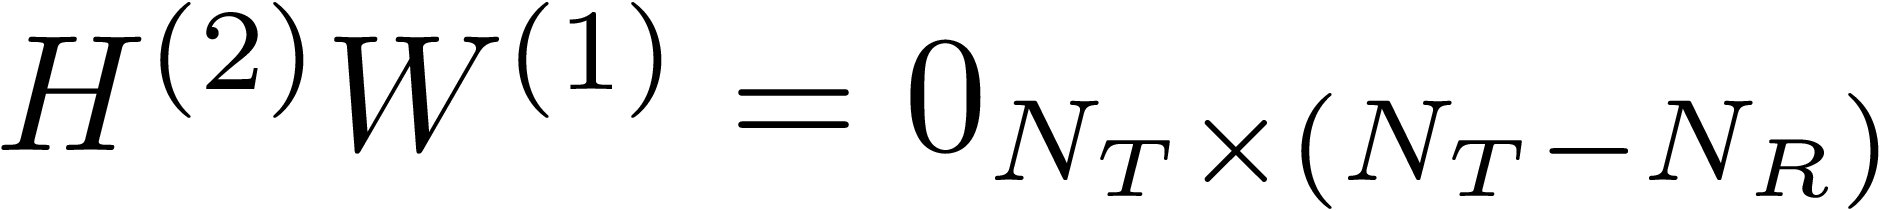 H^{(2)}W^{(1)} = 0_{N_T \times (N_T - N_R)}